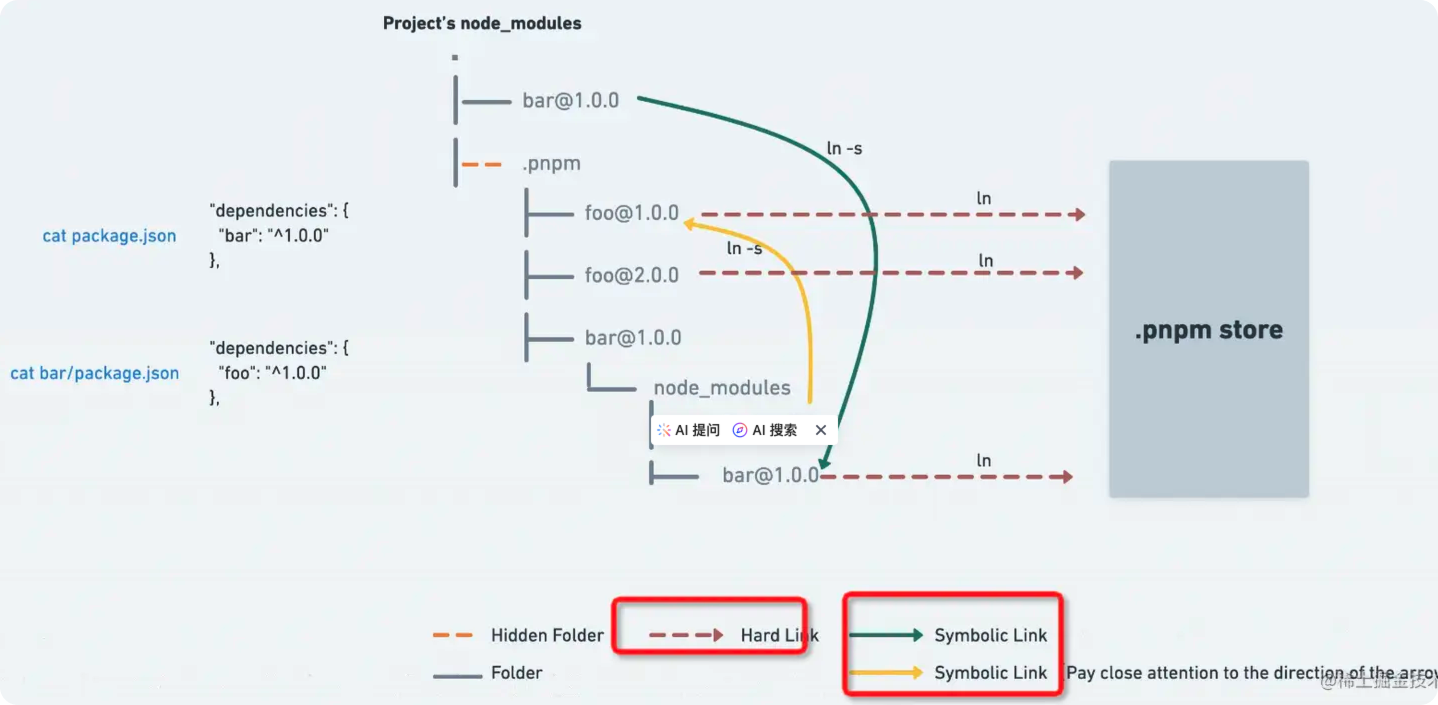 Project's node_modules
bar@1.0.0
ln -s
.pnpm
ln
"dependencies": {
foo@1.0.0
cat package.json
"bar": "^1.0.0"
ln -s
},
ln
foo@2.0.0
.pnpm store
bar@1.0.0
"dependencies": {
cat bar/package.json
"foo": "^1.0.0"
node_modules
},
AI 提问 AI 搜索
ln
bar@1.0.0
Hidden Folder
Hard Link
Symbolic Link
Folder
Symbolic Link
Pay close attention to the direction of the arrow
@稀土掘金技术